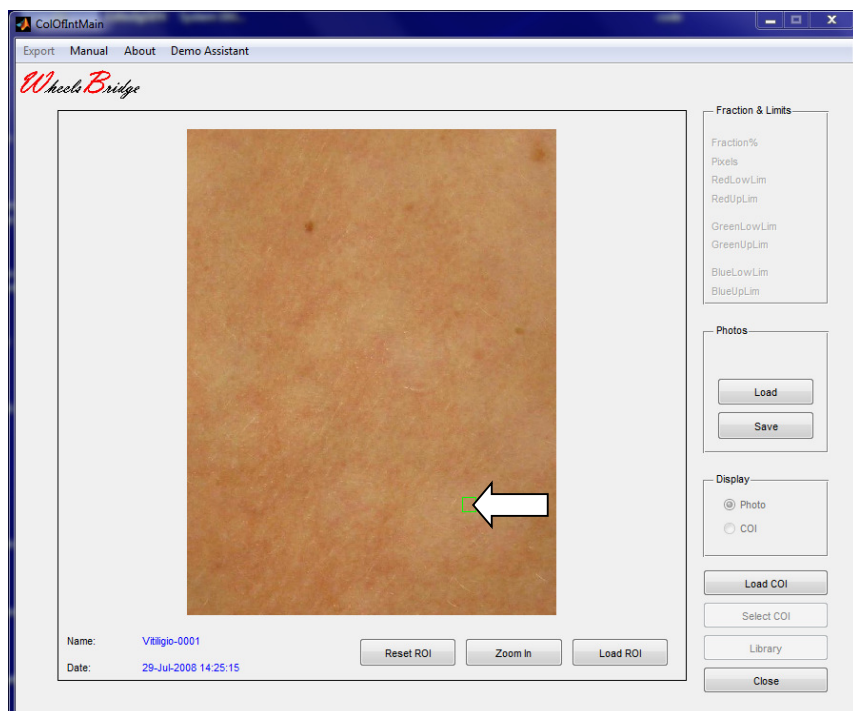 ColOfIntMain
Export Manual About Demo Assistant
WheelsBridge
Fraction & Limits
Fraction%
Pixels
RedLowLim
RedUpLim
GreenLowLim
GreenUpLim
BlueLowLim
BlueUpLim
Photos
Load
Save
Display
Photo
COI
Load COI
Select COI
Library
Close
Name: Vitiligio-0001
Date: 29-Jul-2008 14:25:15
Reset ROI Zoom In Load ROI